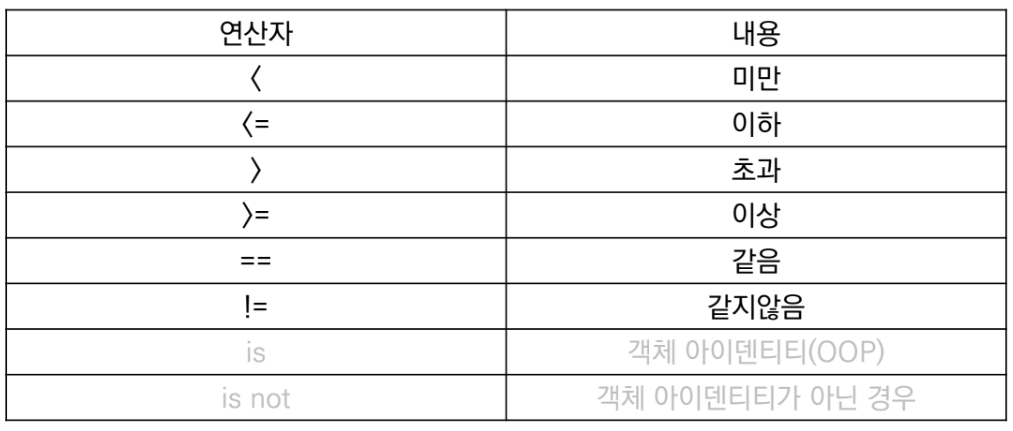 연산자 내용
< 미만
<= 이하
> 초과
>= 이상
== 같음
!= 같지않음
is 객체 아이덴티티(OOP)
is not 객체 아이덴티티가 아닌 경우